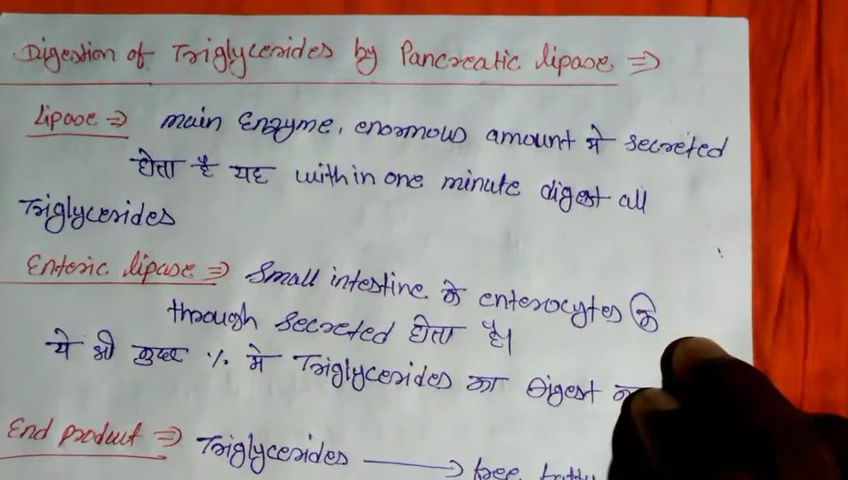 Digestion of Triglycerides by Pancreatic lipase ⇒
Lipase ⇒ main Enzyme, enormous amount मे secreted
होता है यह within one minute digest all
Triglycerides
Enteric lipase ⇒ Small intestine के enterocytes कि
through secreted होता है।
ये भी कुछ % मे Triglycerides का Digest
End product ⇒ Triglycerides → free fatty